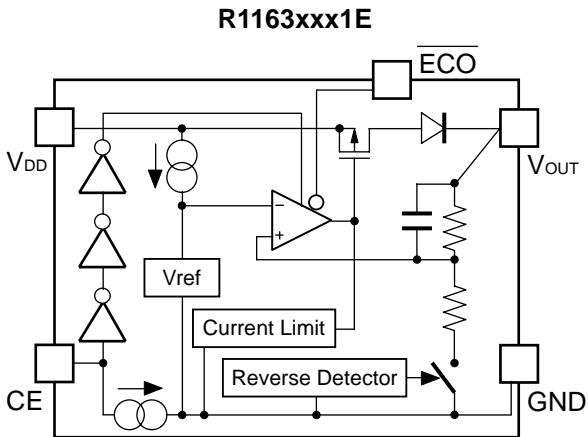 R1163xxx1E
ECO
VDD
VOUT
−
+
Vref
Current Limit
Reverse Detector
CE
GND